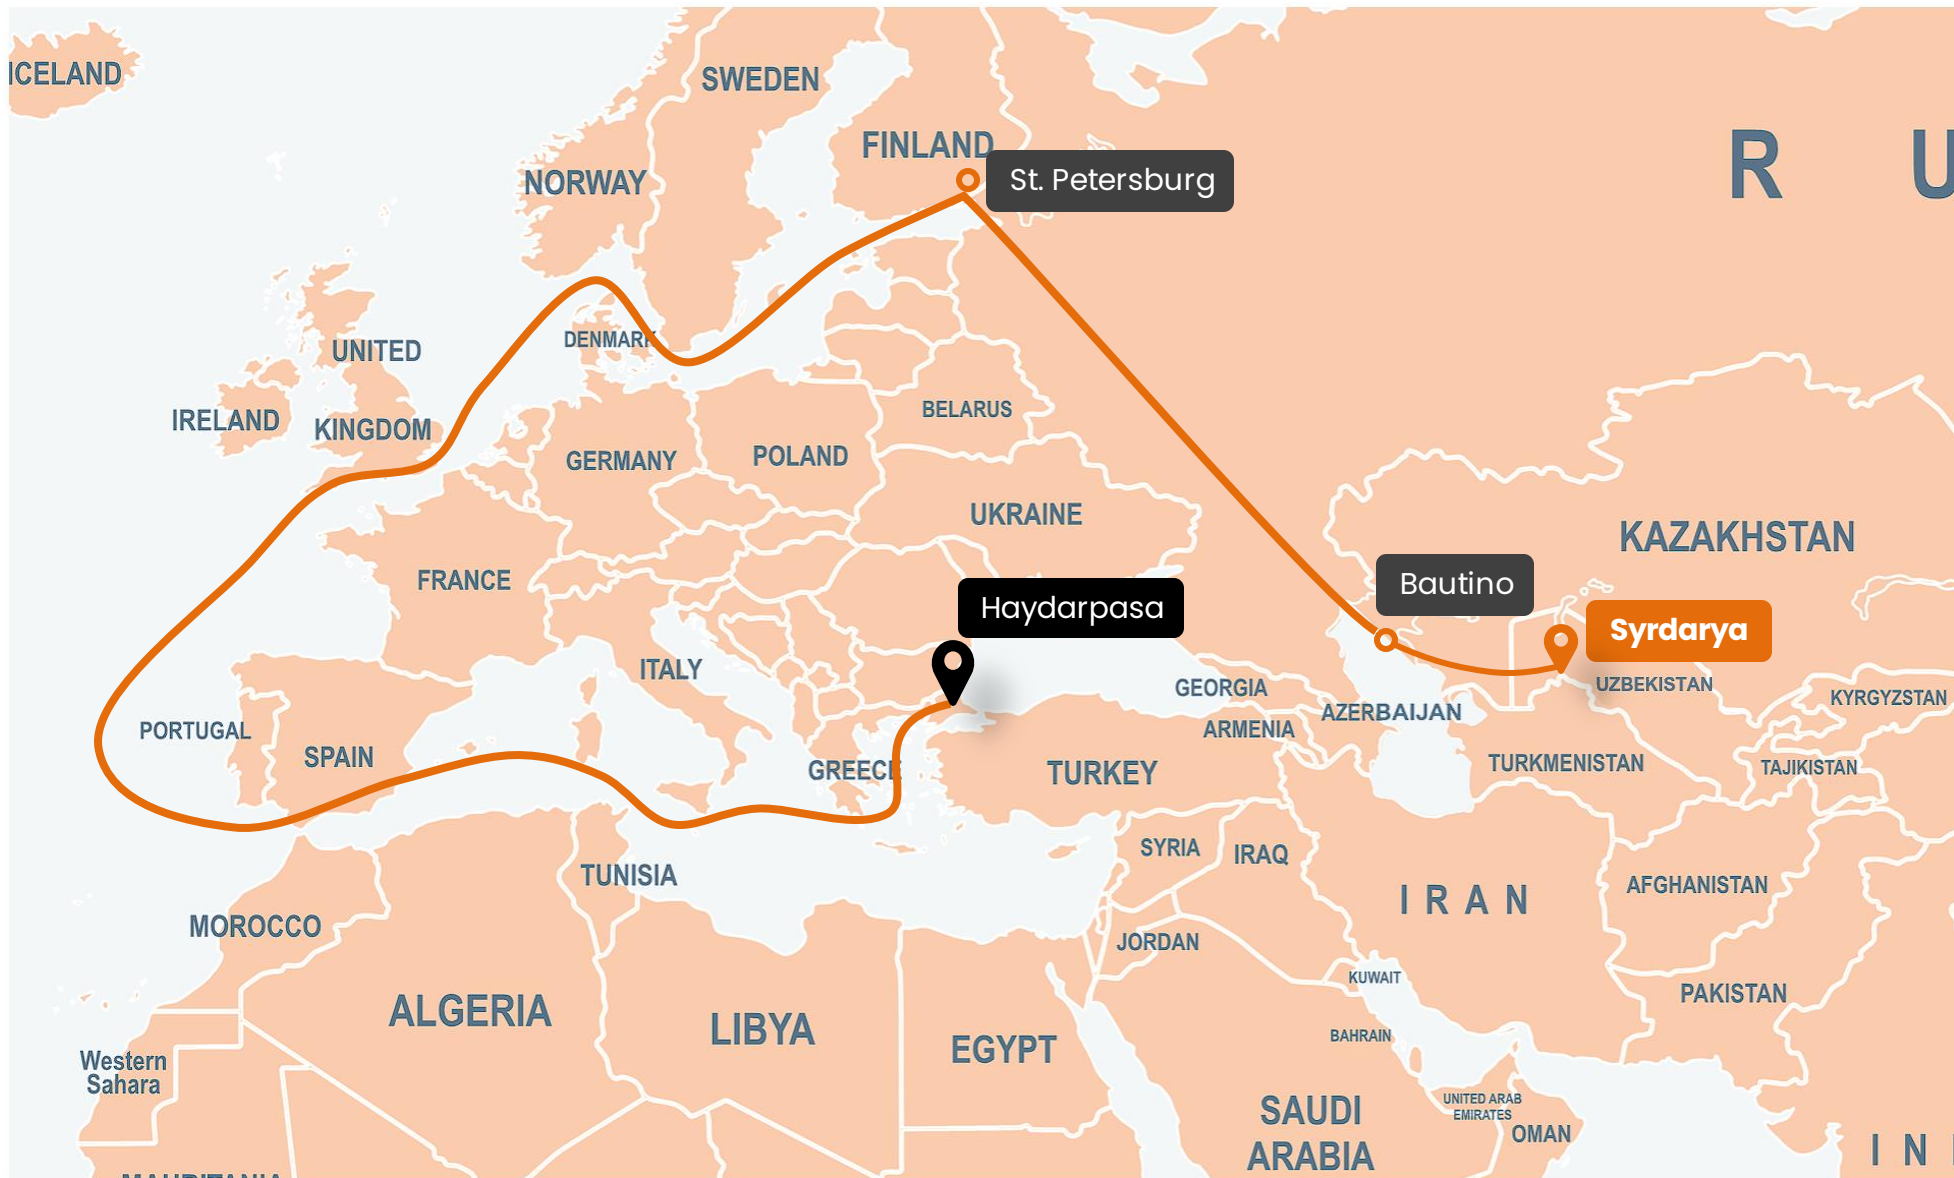 ICELAND
SWEDEN
FINLAND
NORWAY
St. Petersburg
R U
DENMARK
UNITED
KINGDOM
IRELAND
BELARUS
GERMANY
POLAND
UKRAINE
KAZAKHSTAN
FRANCE
Bautino
Haydarpasa
Syrdarya
ITALY
GEORGIA
UZBEKISTAN
KYRGYZSTAN
AZERBAIJAN
PORTUGAL
ARMENIA
SPAIN
GREECE
TURKEY
TURKMENISTAN
TAJIKISTAN
SYRIA
IRAQ
TUNISIA
AFGHANISTAN
IRAN
MOROCCO
JORDAN
KUWAIT
PAKISTAN
ALGERIA
LIBYA
EGYPT
BAHRAIN
Western
Sahara
UNITED ARAB
EMIRATES
SAUDI
ARABIA
OMAN
I N
MAURITANIA